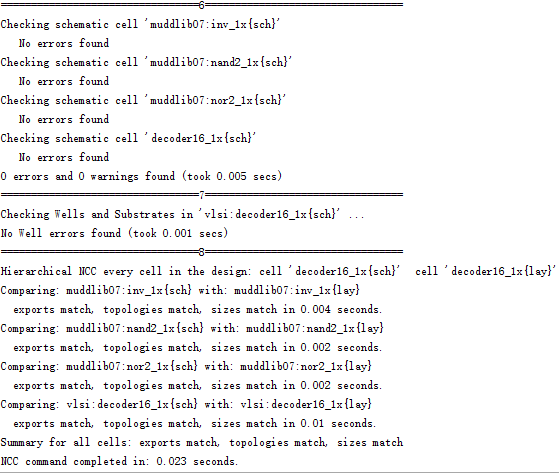 =================================6=================================
Checking schematic cell 'muddlib07:inv_1x{sch}'
No errors found
Checking schematic cell 'muddlib07:nand2_1x{sch}'
No errors found
Checking schematic cell 'muddlib07:nor2_1x{sch}'
No errors found
Checking schematic cell 'decoder16_1x{sch}'
No errors found
0 errors and 0 warnings found (took 0.005 secs)
=================================7=================================
Checking Wells and Substrates in 'vlsi:decoder16_1x{sch}' ...
No Well errors found (took 0.001 secs)
=================================8=================================
Hierarchical NCC every cell in the design: cell 'decoder16_1x{sch}'  cell 'decoder16_1x{lay}'
Comparing: muddlib07:inv_1x{sch} with: muddlib07:inv_1x{lay}
exports match, topologies match, sizes match in 0.004 seconds.
Comparing: muddlib07:nand2_1x{sch} with: muddlib07:nand2_1x{lay}
exports match, topologies match, sizes match in 0.002 seconds.
Comparing: muddlib07:nor2_1x{sch} with: muddlib07:nor2_1x{lay}
exports match, topologies match, sizes match in 0.002 seconds.
Comparing: vlsi:decoder16_1x{sch} with: vlsi:decoder16_1x{lay}
exports match, topologies match, sizes match in 0.01 seconds.
Summary for all cells: exports match, topologies match, sizes match
NCC command completed in: 0.023 seconds.